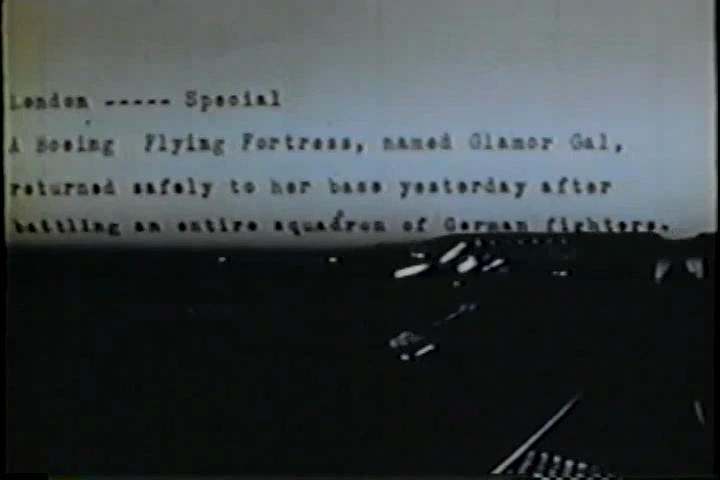 London ----- Special
A Boeing Flying Fortress, named Glamor Gal,
returned safely to her base yesterday after
battling an entire squadron of German fighters.